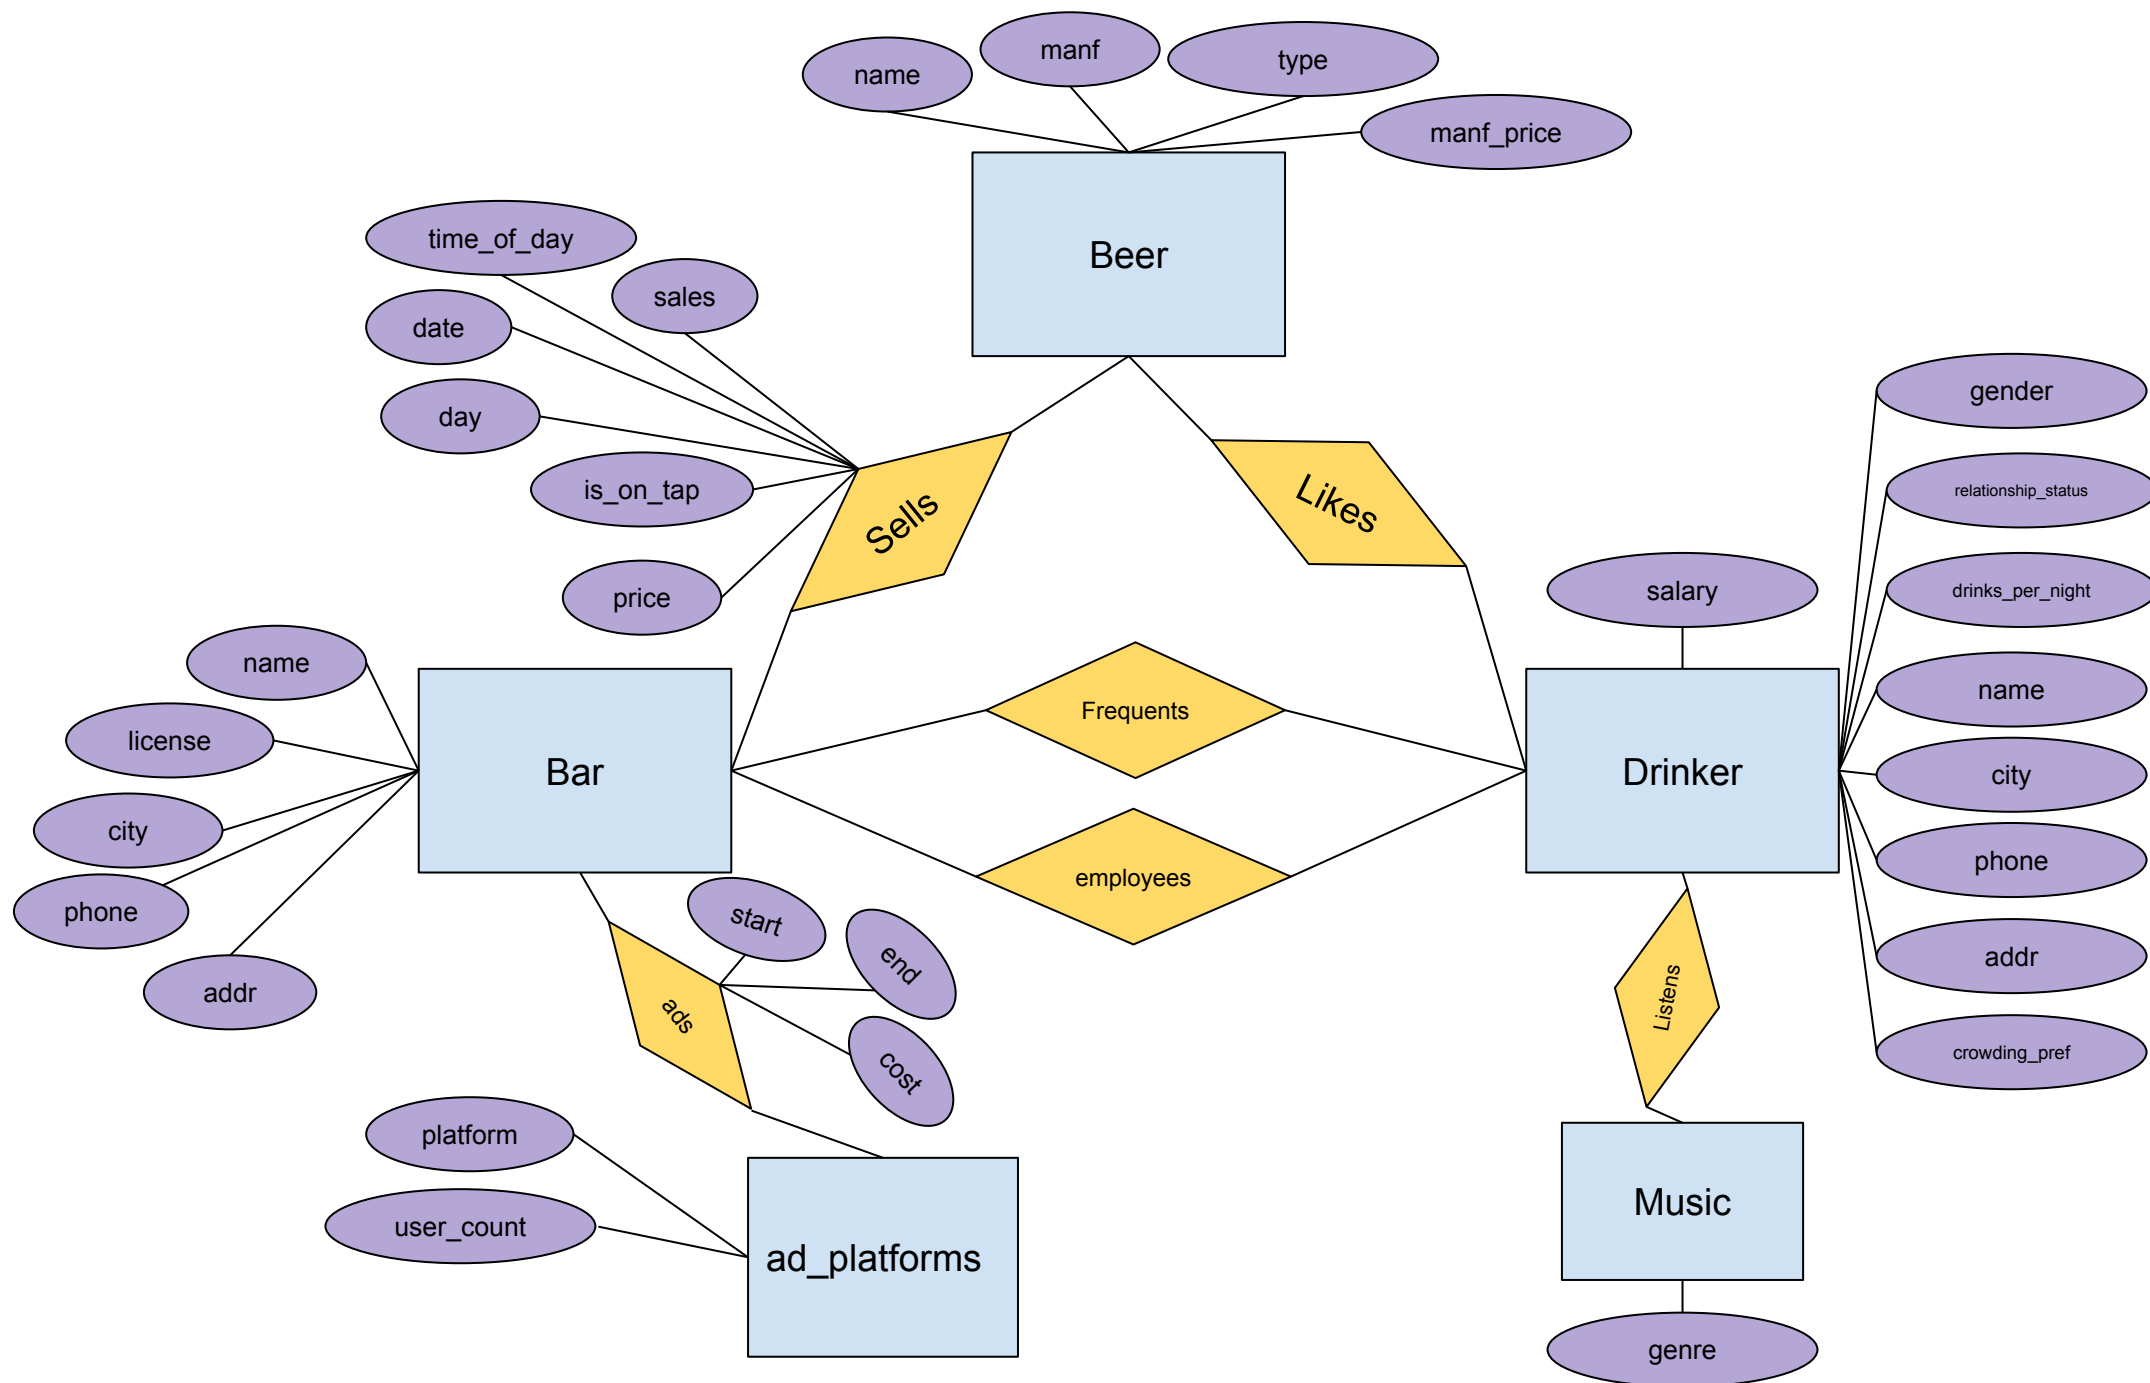 manf
type
name
manf_price
Beer
time_of_day
sales
date
day
is_on_tap
price
Sells
Likes
gender
relationship_status
drinks_per_night
salary
name
city
phone
addr
crowding_pref
Drinker
Frequents
employees
name
license
city
phone
addr
Bar
start
end
cost
ads
Listens
platform
user_count
ad_platforms
Music
genre